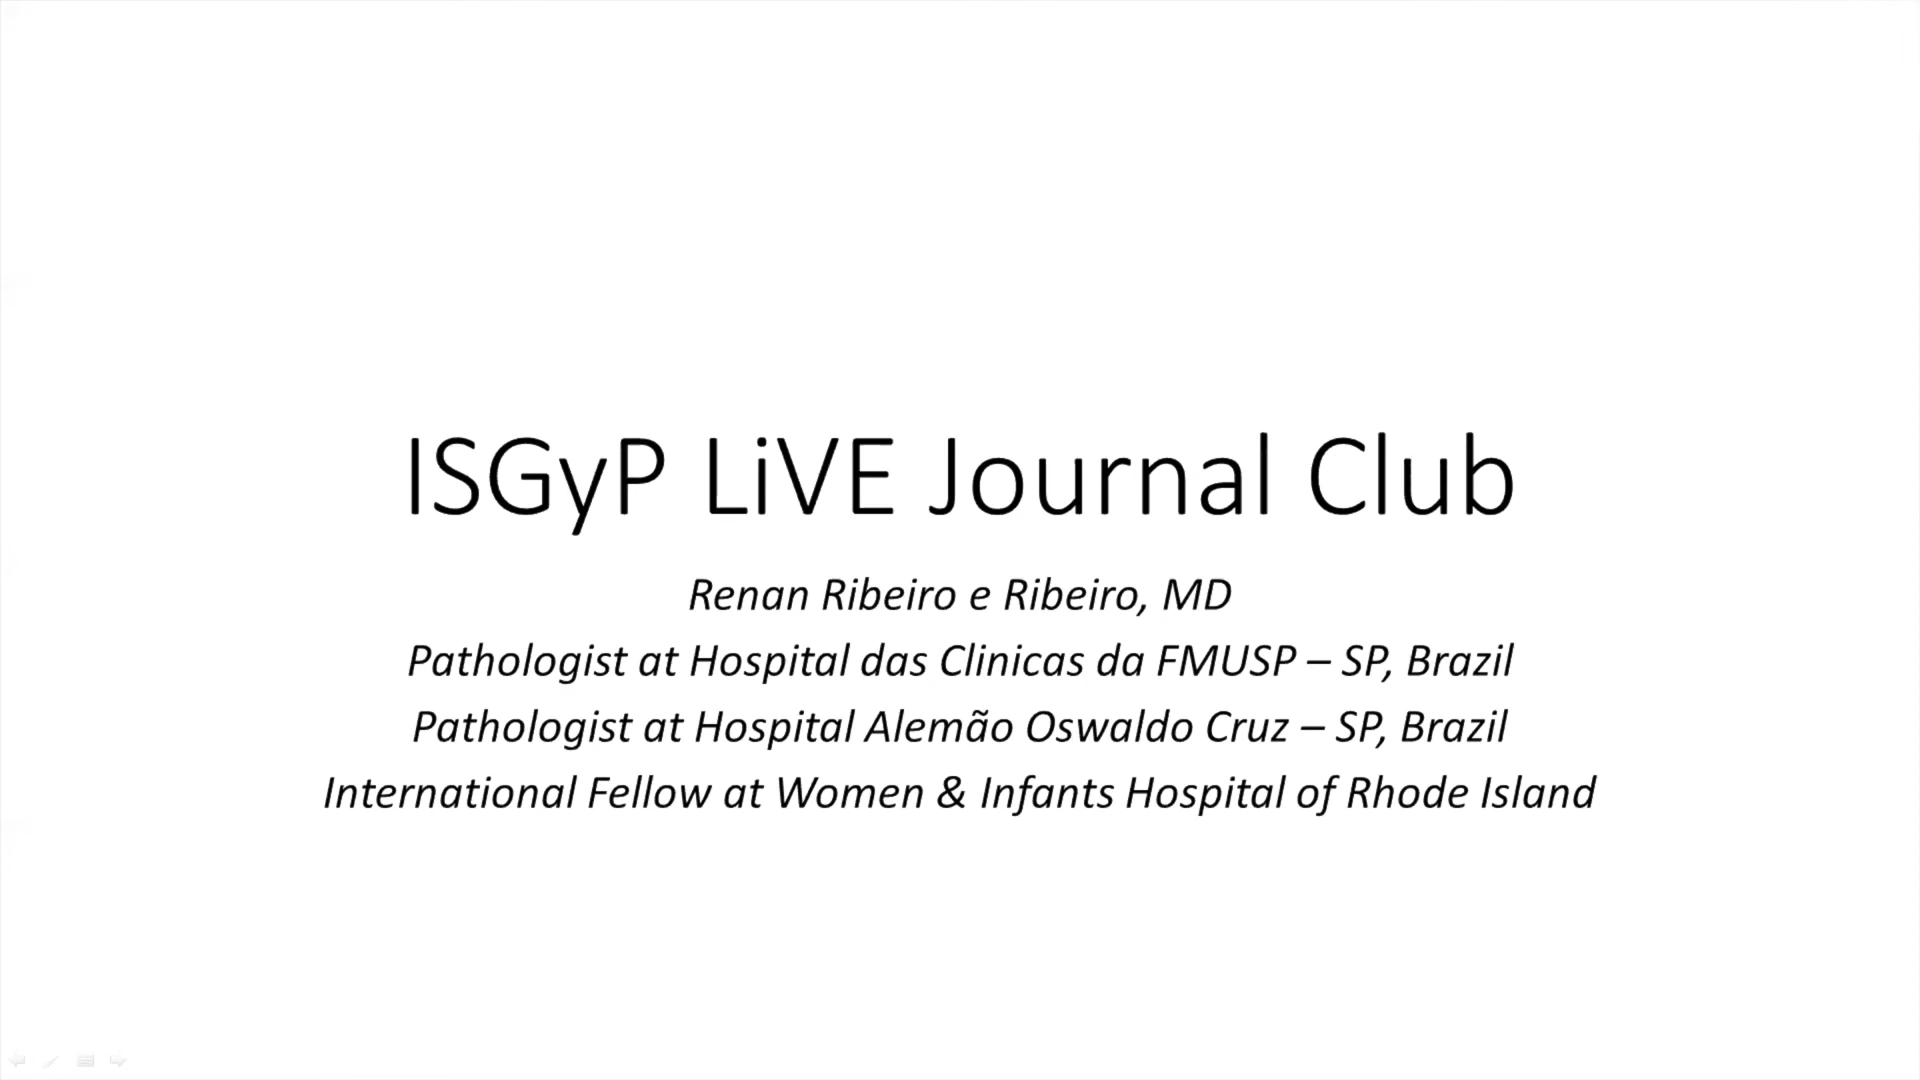 ISGyP LiVE Journal Club
Renan Ribeiro e Ribeiro, MD
Pathologist at Hospital das Clinicas da FMUSP – SP, Brazil
Pathologist at Hospital Alemão Oswaldo Cruz – SP, Brazil
International Fellow at Women & Infants Hospital of Rhode Island